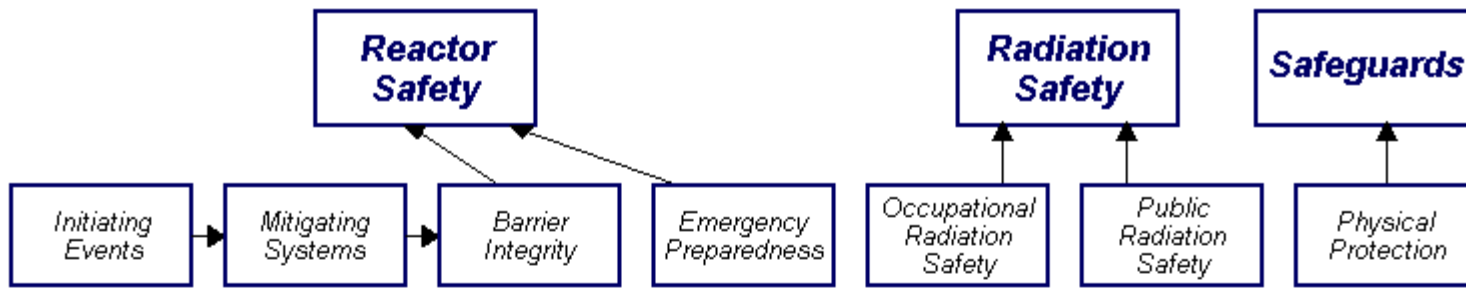 Reactor
Safety
Radiation
Safety
Safeguards
Initiating
Events
Mitigating
Systems
Barrier
Integrity
Emergency
Preparedness
Occupational
Radiation
Safety
Public
Radiation
Safety
Physical
Protection